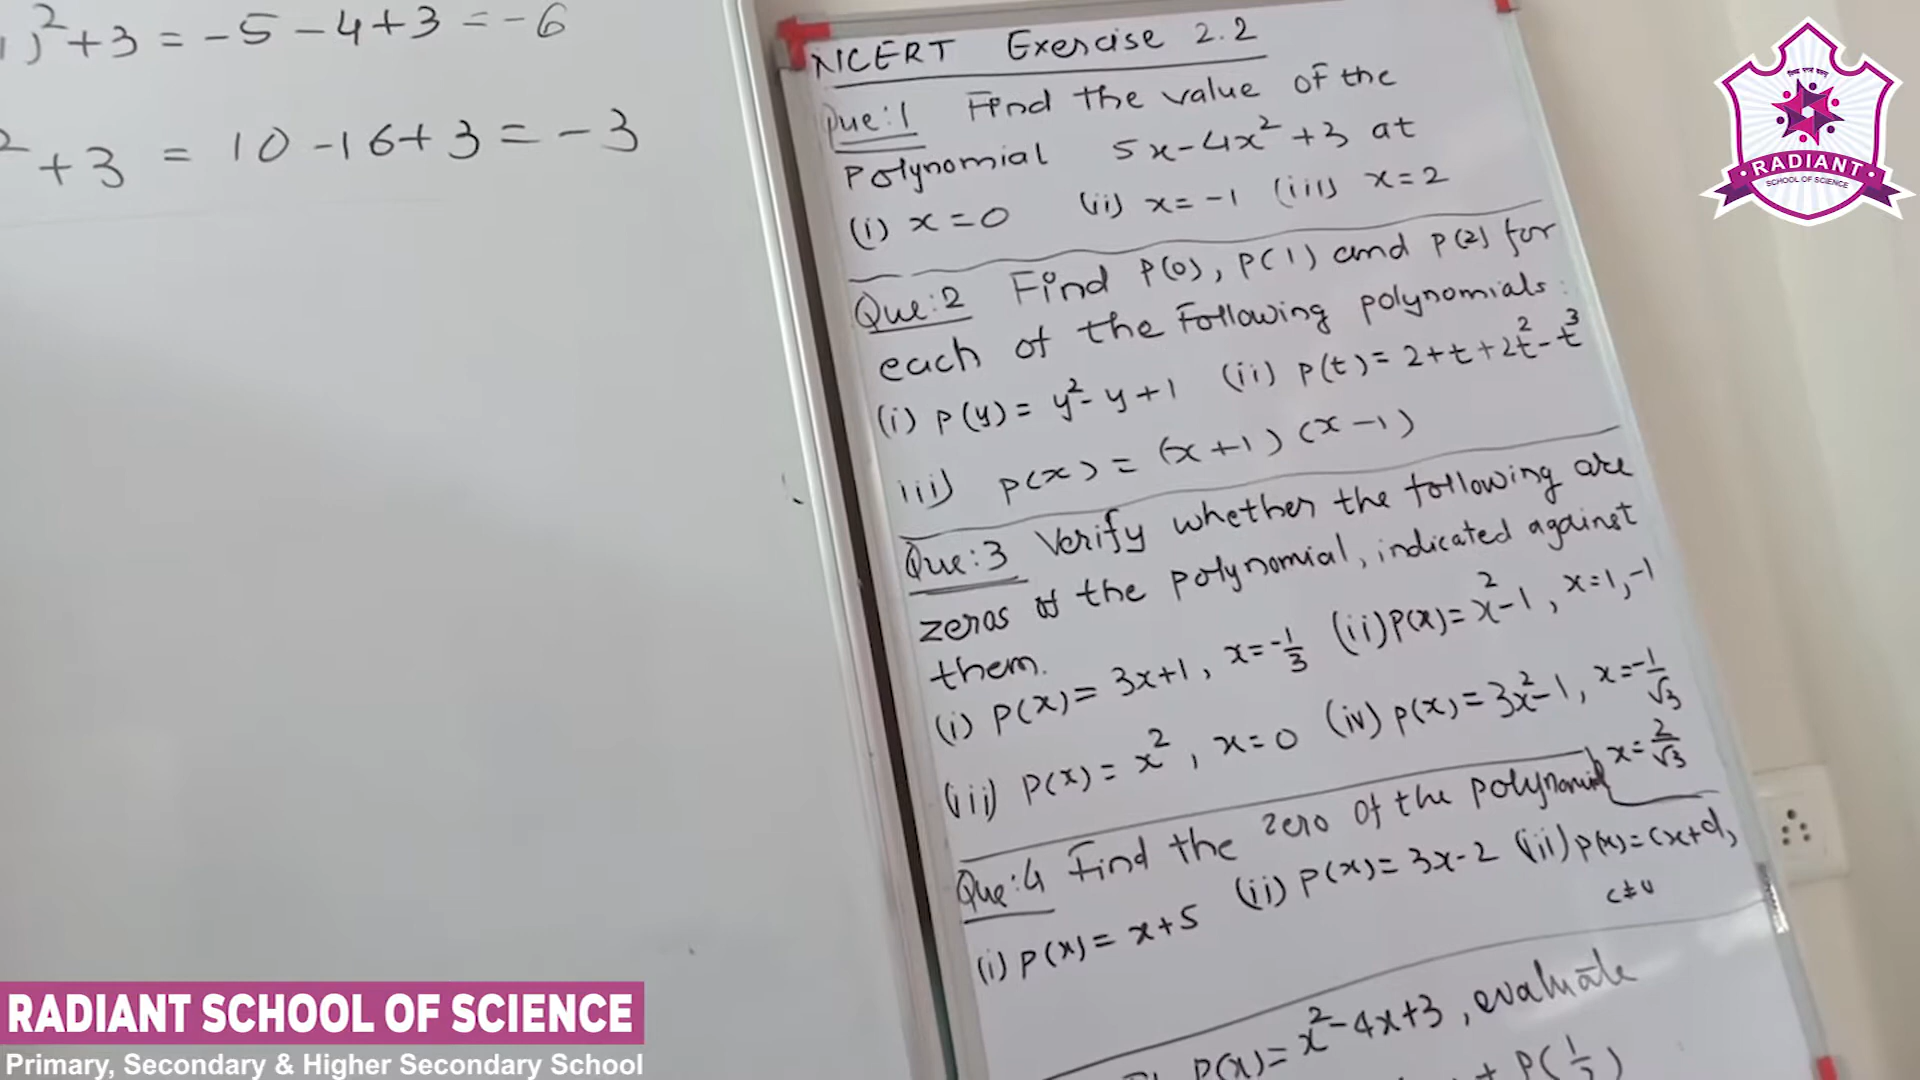 )² + 3 = -5 - 4 + 3 = -6
² + 3 = 10 - 16 + 3 = -3
NCERT Exercise 2.2
Que:1 Find the value of the
Polynomial 5x - 4x² + 3 at
(i) x = 0 (ii) x = -1 (iii) x = 2
Que:2 Find P(0), P(1) and P(2) for
each of the Following polynomials:
(i) P(y) = y² - y + 1 (ii) P(t) = 2 + t + 2t² - t³
iii) P(x) = (x + 1) (x - 1)
Que:3 Verify whether the following are
zeros of the polynomial, indicated against
them.
(i) P(x) = 3x+1, x = -1/3 (ii) P(x) = x² - 1, x = 1, -1
(iii) P(x) = x², x = 0 (iv) P(x) = 3x² - 1, x = -1/√3
x = 2/√3
Que:4 Find the zero of the polynomial
(i) P(x) = x + 5 (ii) P(x) = 3x - 2 (iii) P(x) = cx + d,
c ≠ 0
P(x) = x² - 4x + 3, evaluate
+ P(1/2)
RADIANT
SCHOOL OF SCIENCE
RADIANT SCHOOL OF SCIENCE
Primary, Secondary & Higher Secondary School